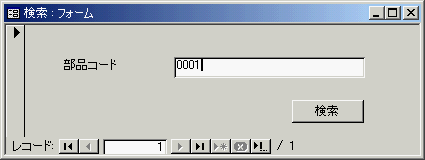 検索 : フォーム
部品コード 0001
検索
レコード: 1 / 1